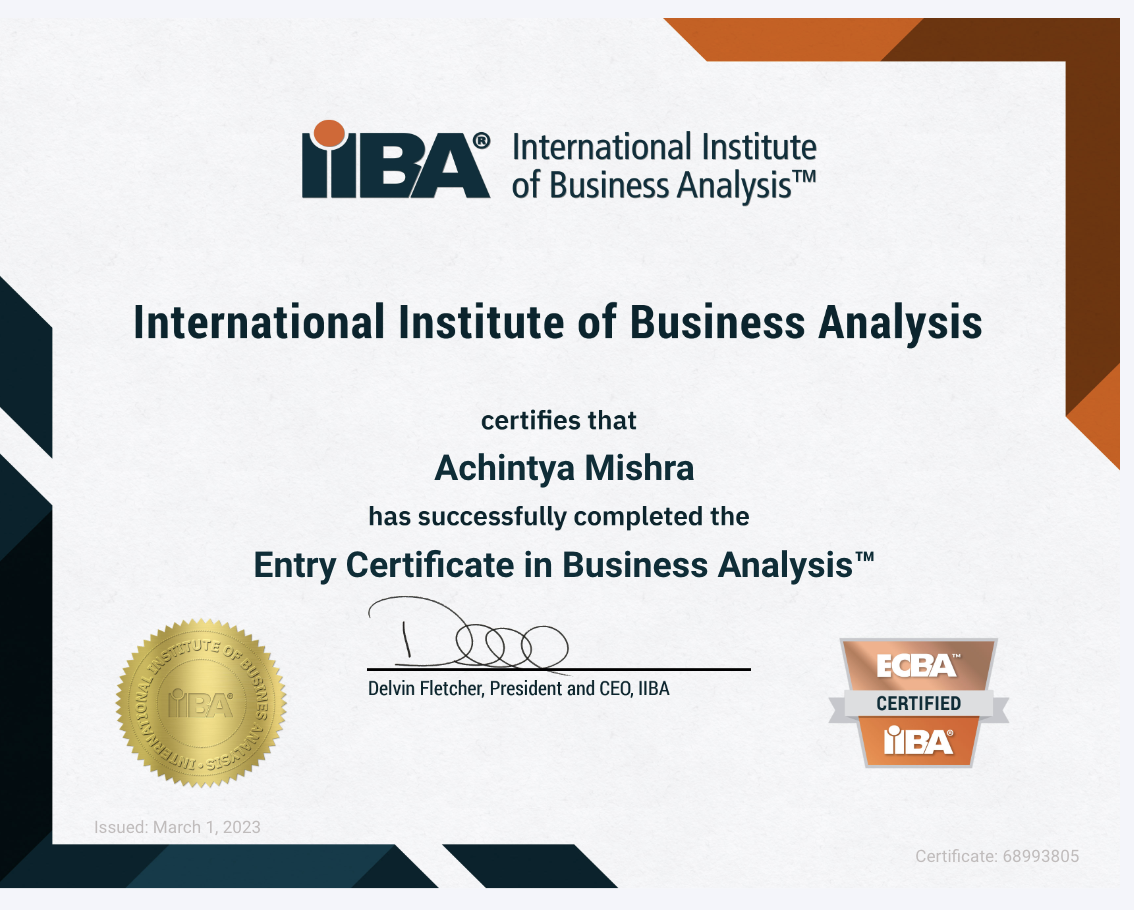 iiBA® International Institute
of Business Analysis™
International Institute of Business Analysis
certifies that
Achintya Mishra
has successfully completed the
Entry Certificate in Business Analysis™
Delvin Fletcher, President and CEO, IIBA
INTERNATIONAL INSTITUTE OF BUSINESS ANALYSIS •
iiBA®
ECBA™
CERTIFIED
iiBA®
Issued: March 1, 2023
Certificate: 68993805